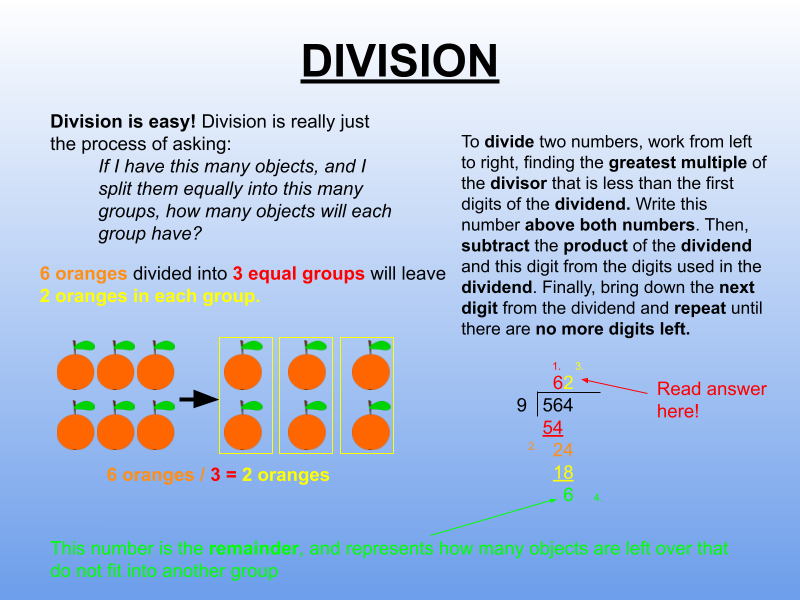 DIVISION
Division is easy! Division is really just
the process of asking:
If I have this many objects, and I
split them equally into this many
groups, how many objects will each
group have?
6 oranges divided into 3 equal groups will leave
2 oranges in each group.
6 oranges / 3 = 2 oranges
To divide two numbers, work from left
to right, finding the greatest multiple of
the divisor that is less than the first
digits of the dividend. Write this
number above both numbers. Then,
subtract the product of the dividend
and this digit from the digits used in the
dividend. Finally, bring down the next
digit from the dividend and repeat until
there are no more digits left.
1. 3.
62
9 564
54
2. 24
18
6 4.
Read answer
here!
This number is the remainder, and represents how many objects are left over that
do not fit into another group